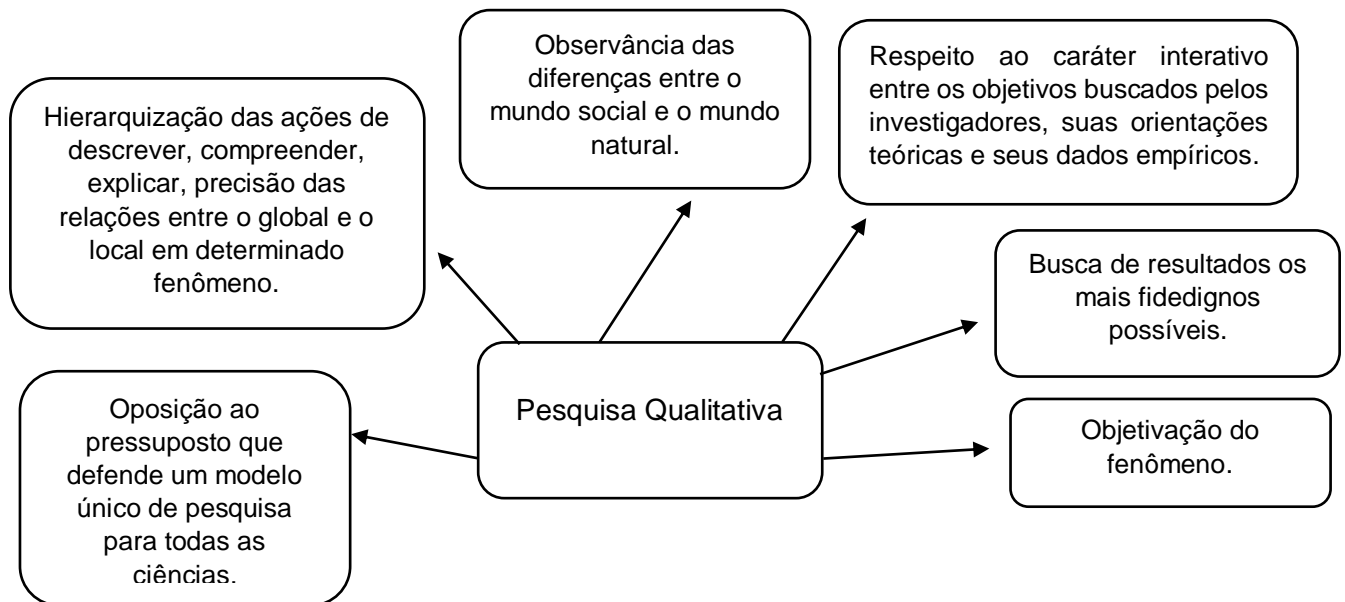 Hierarquização das ações de
descrever, compreender,
explicar, precisão das
relações entre o global e o
local em determinado
fenômeno.
Observância das
diferenças entre o
mundo social e o mundo
natural.
Respeito ao caráter interativo
entre os objetivos buscados pelos
investigadores, suas orientações
teóricas e seus dados empíricos.
Busca de resultados os
mais fidedignos
possíveis.
Pesquisa Qualitativa
Oposição ao
pressuposto que
defende um modelo
único de pesquisa
para todas as
ciências.
Objetivação do
fenômeno.